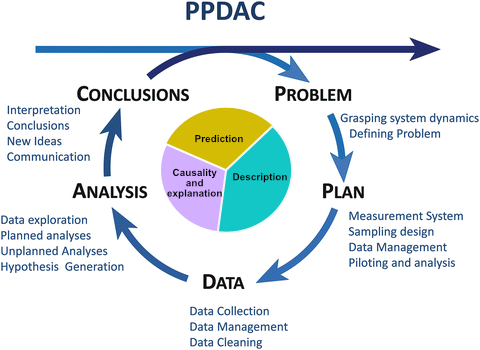 PPDAC
CONCLUSIONS
PROBLEM
Interpretation
Conclusions
New Ideas
Communication
Grasping system dynamics
Defining Problem
Prediction
Causality and
explanation
Description
ANALYSIS
PLAN
Data exploration
Planned analyses
Unplanned Analyses
Hypothesis Generation
Measurement System
Sampling design
Data Management
Piloting and analysis
DATA
Data Collection
Data Management
Data Cleaning